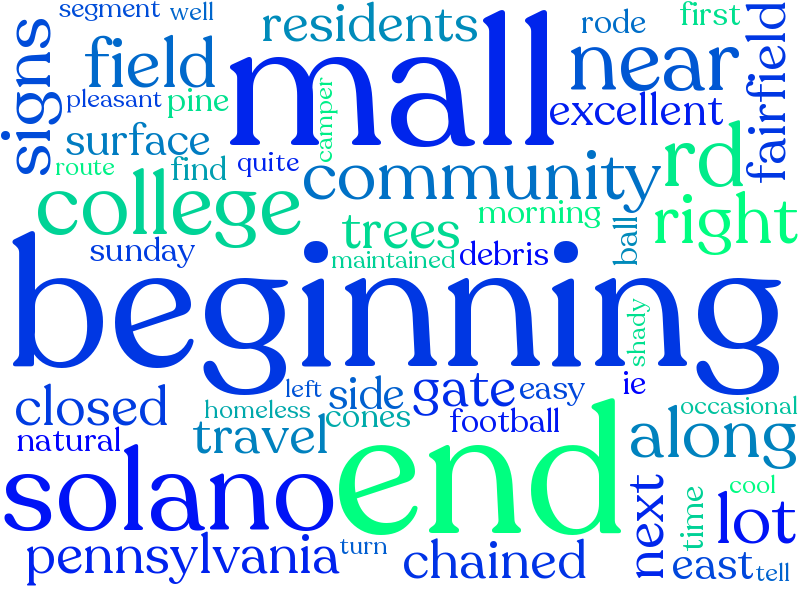 segment
well
residents
rode
first
signs
field
mall
near
fairfield
pleasant
pine
camper
excellent
surface
route
find
quite
community
rd
college
morning
right
trees
ball
sunday
maintained
debris
beginning
shady
closed
left
side
gate
easy
ie
homeless
cones
football
occasional
natural
travel
along
solano
end
next
cool
time
lot
pennsylvania
turn
chained
east
tell